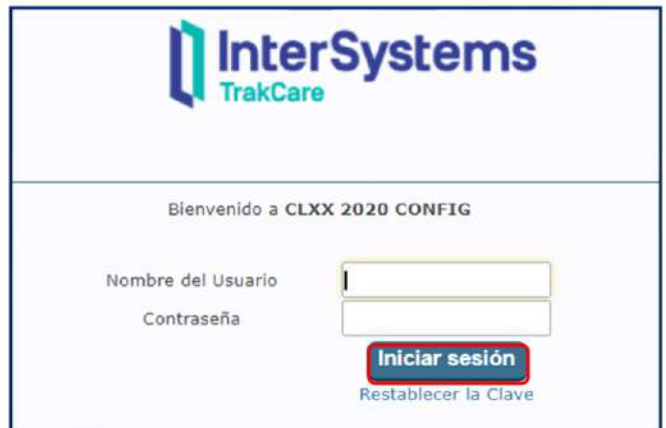 InterSystems
TrakCare
Bienvenido a CLXX 2020 CONFIG
Nombre del Usuario
Contraseña
Iniciar sesión
Restablecer la Clave